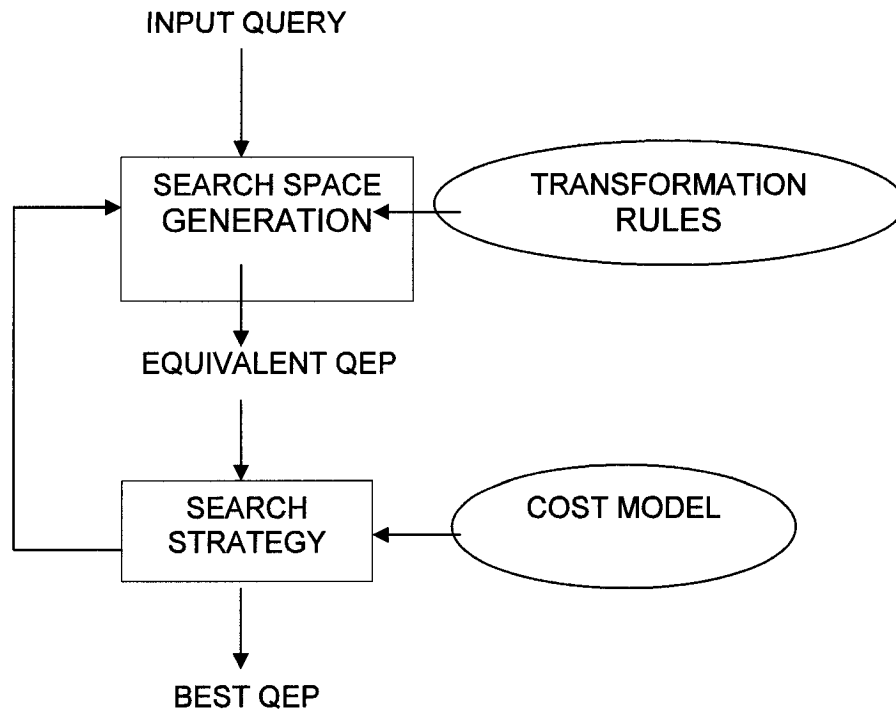 INPUT QUERY
SEARCH SPACE
GENERATION
TRANSFORMATION
RULES
EQUIVALENT QEP
SEARCH
STRATEGY
COST MODEL
BEST QEP